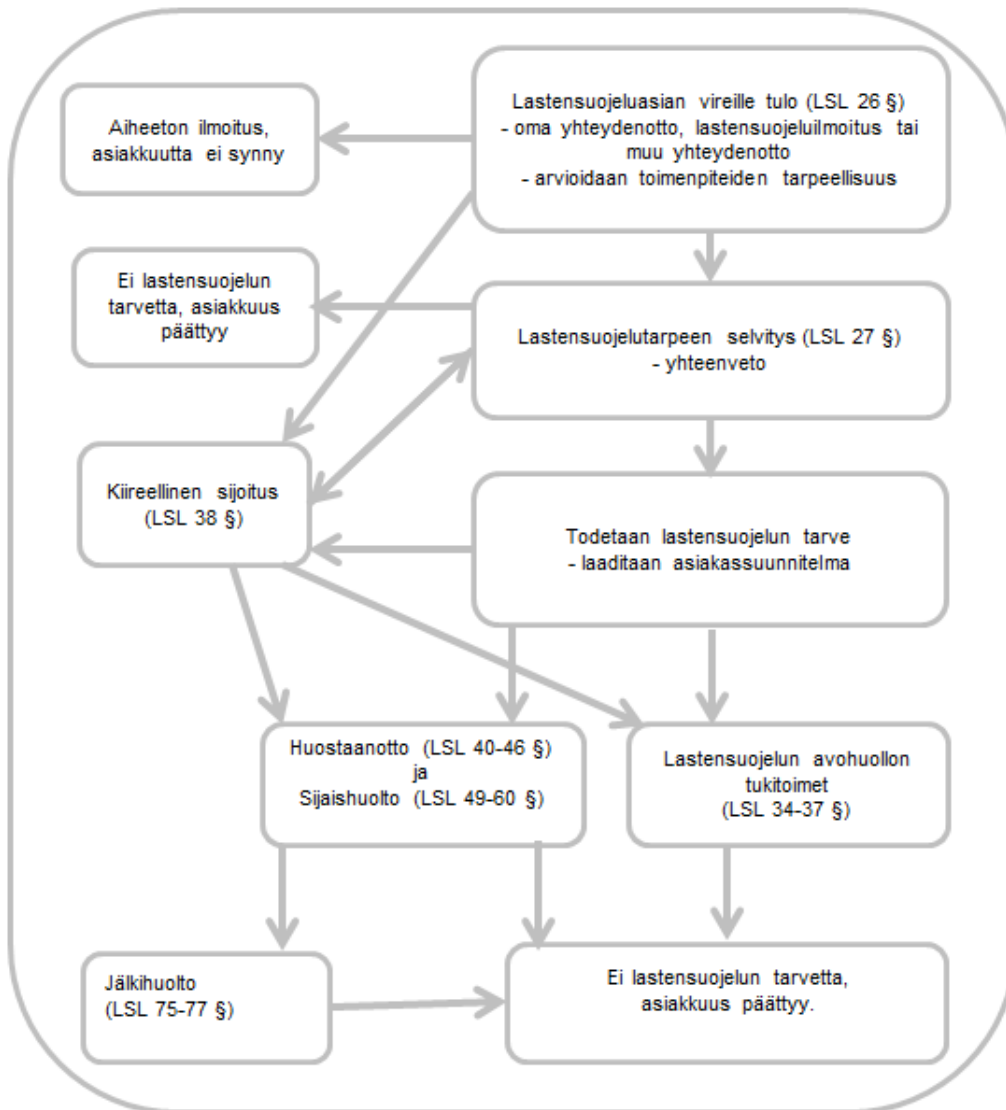 Lastensuojeluasian vireille tulo (LSL 26 §)
- oma yhteydenotto, lastensuojeluilmoitus tai
muu yhteydenotto
- arvioidaan toimenpiteiden tarpeellisuus
Aiheeton ilmoitus,
asiakkuutta ei synny
Ei lastensuojelun
tarvetta, asiakkuus
päättyy
Lastensuojelutarpeen selvitys (LSL 27 §)
- yhteenveto
Kiireellinen sijoitus
(LSL 38 §)
Todetaan lastensuojelun tarve
- laaditaan asiakassuunnitelma
Huostaanotto (LSL 40-46 §)
ja
Sijaishuolto (LSL 49-60 §)
Lastensuojelun avohuollon
tukitoimet
(LSL 34-37 §)
Jälkihuolto
(LSL 75-77 §)
Ei lastensuojelun tarvetta,
asiakkuus päättyy.